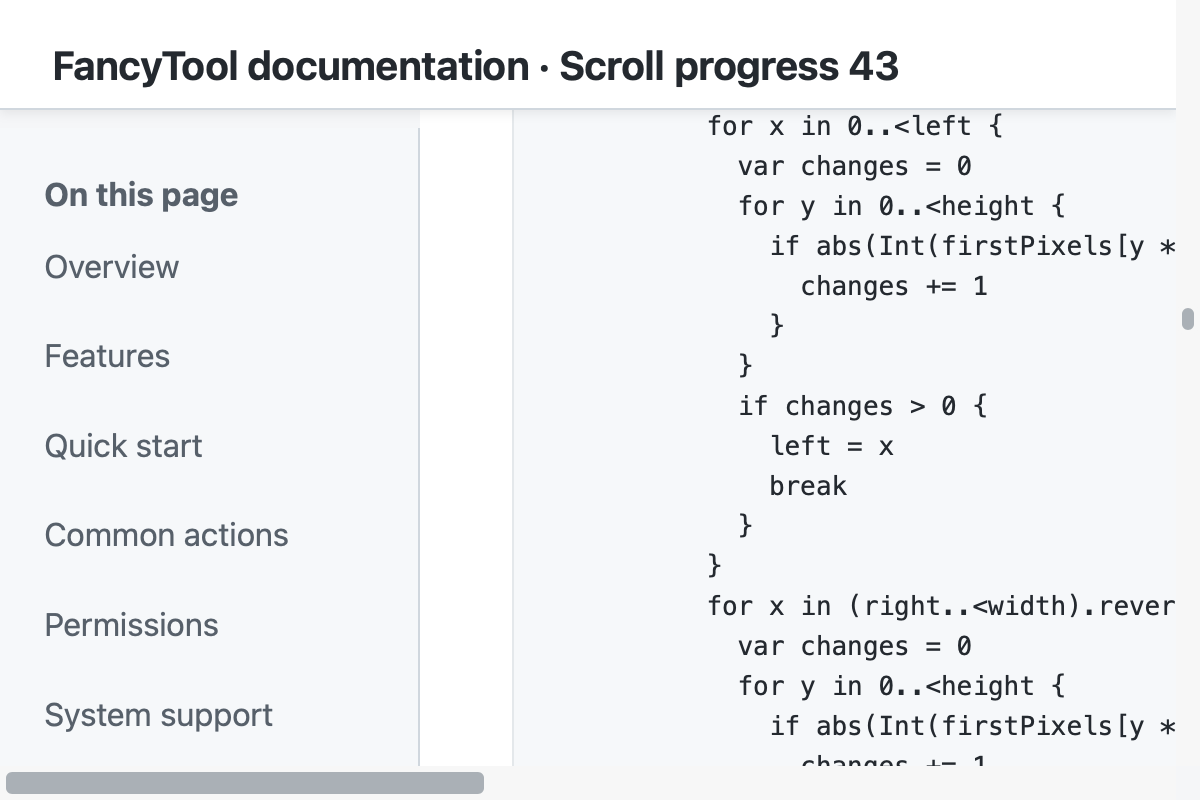 FancyTool documentation · Scroll progress 43
On this page
Overview
Features
Quick start
Common actions
Permissions
System support
for x in 0..<left {
var changes = 0
for y in 0..<height {
if abs(Int(firstPixels[y *
changes += 1
}
}
if changes > 0 {
left = x
break
}
}
for x in (right..<width).rever
var changes = 0
for y in 0..<height {
if abs(Int(firstPixels[y *
changes += 1